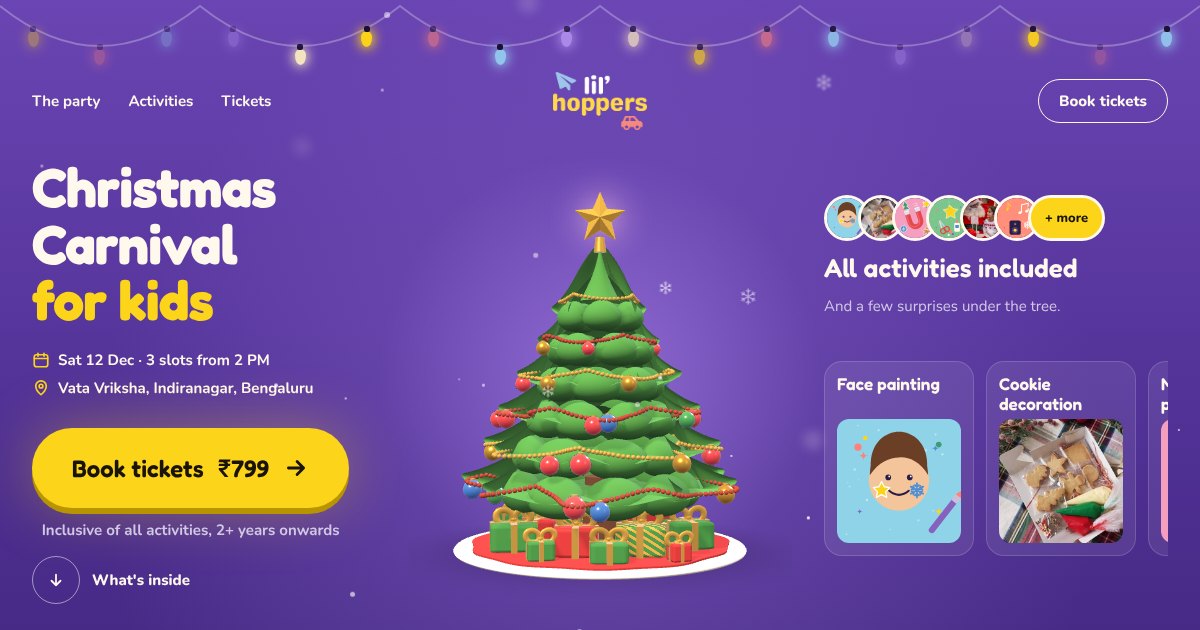 The party
Activities
Tickets
lil'
hoppers
Book tickets
Christmas
Carnival
for kids
Sat 12 Dec · 3 slots from 2 PM
Vata Vriksha, Indiranagar, Bengaluru
Book tickets ₹799
Inclusive of all activities, 2+ years onwards
What's inside
+ more
All activities included
And a few surprises under the tree.
Face painting
Cookie
decoration